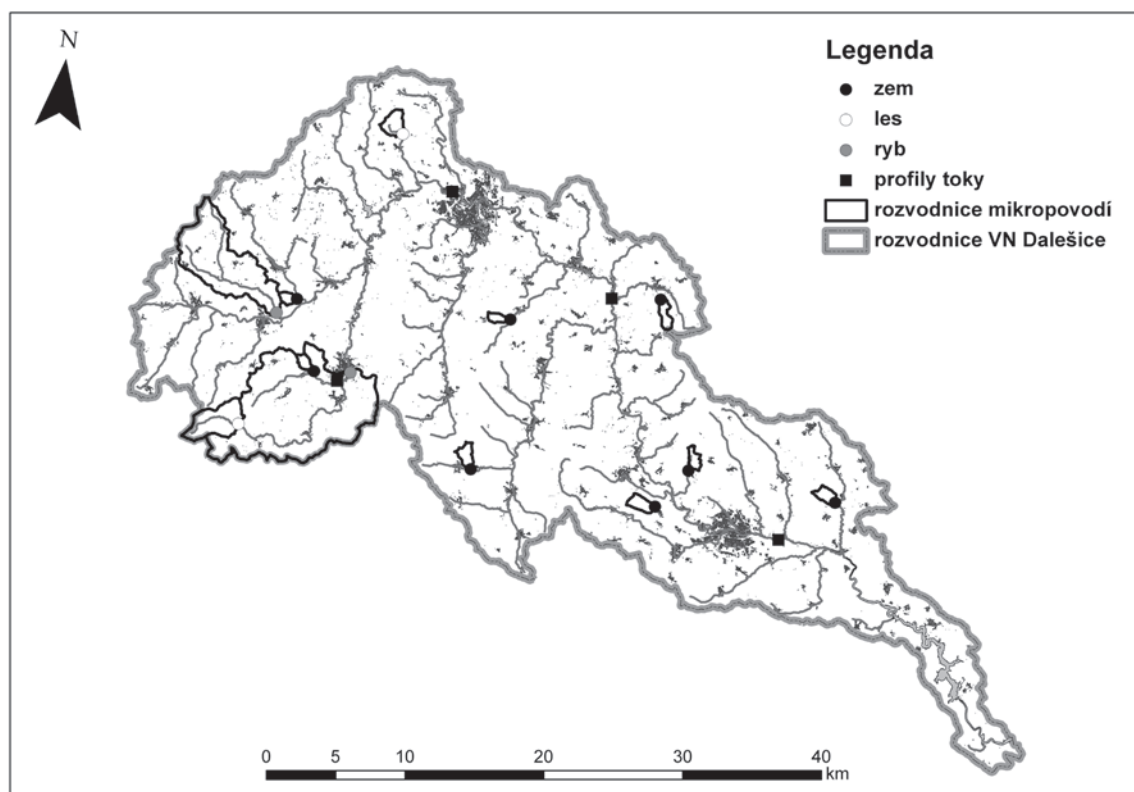 N
Legenda
zem
les
ryb
profily toky
rozvodnice mikropovodí
rozvodnice VN Dalešice
0 5 10 20 30 40
km